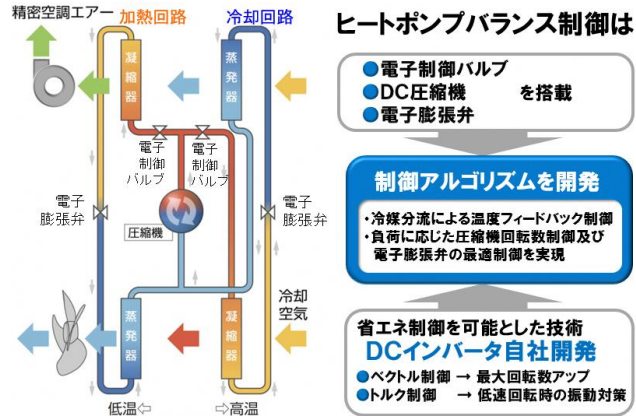 精密空調エアー
加熱回路
冷却回路
凝縮器
蒸発器
電子
制御
バルブ
電子
制御
バルブ
電子
膨張弁
電子
膨張弁
圧縮機
蒸発器
凝縮器
冷却
空気
低温⇦
⇨高温
ヒートポンプバランス制御は
●電子制御バルブ
●DC圧縮機 を搭載
●電子膨張弁
制御アルゴリズムを開発
・冷媒分流による温度フィードバック制御
・負荷に応じた圧縮機回転数制御及び
電子膨張弁の最適制御を実現
省エネ制御を可能とした技術
DCインバータ自社開発
●ベクトル制御 → 最大回転数アップ
●トルク制御 → 低速回転時の振動対策